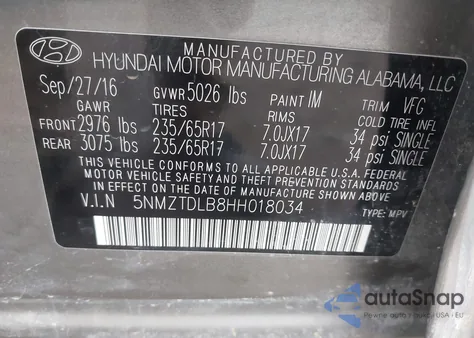 MANUFACTURED BY
HYUNDAI MOTOR MANUFACTURING ALABAMA, LLC
Sep/27/16 GVWR 5026 lbs PAINT IM TRIM VFC
GAWR TIRES RIMS COLD TIRE INFL
FRONT 2976 lbs 235/65R17 7.0JX17 34 psi SINGLE
REAR 3075 lbs 235/65R17 7.0JX17 34 psi SINGLE
THIS VEHICLE CONFORMS TO ALL APPLICABLE U.S.A. FEDERAL
MOTOR VEHICLE SAFETY AND BUMPER STANDARDS IN
EFFECT ON THE DATE OF MANUFACTURE SHOWN ABOVE.
V.I.N 5NMZTDLB8HH018034 TYPE: MPV
autoSnap